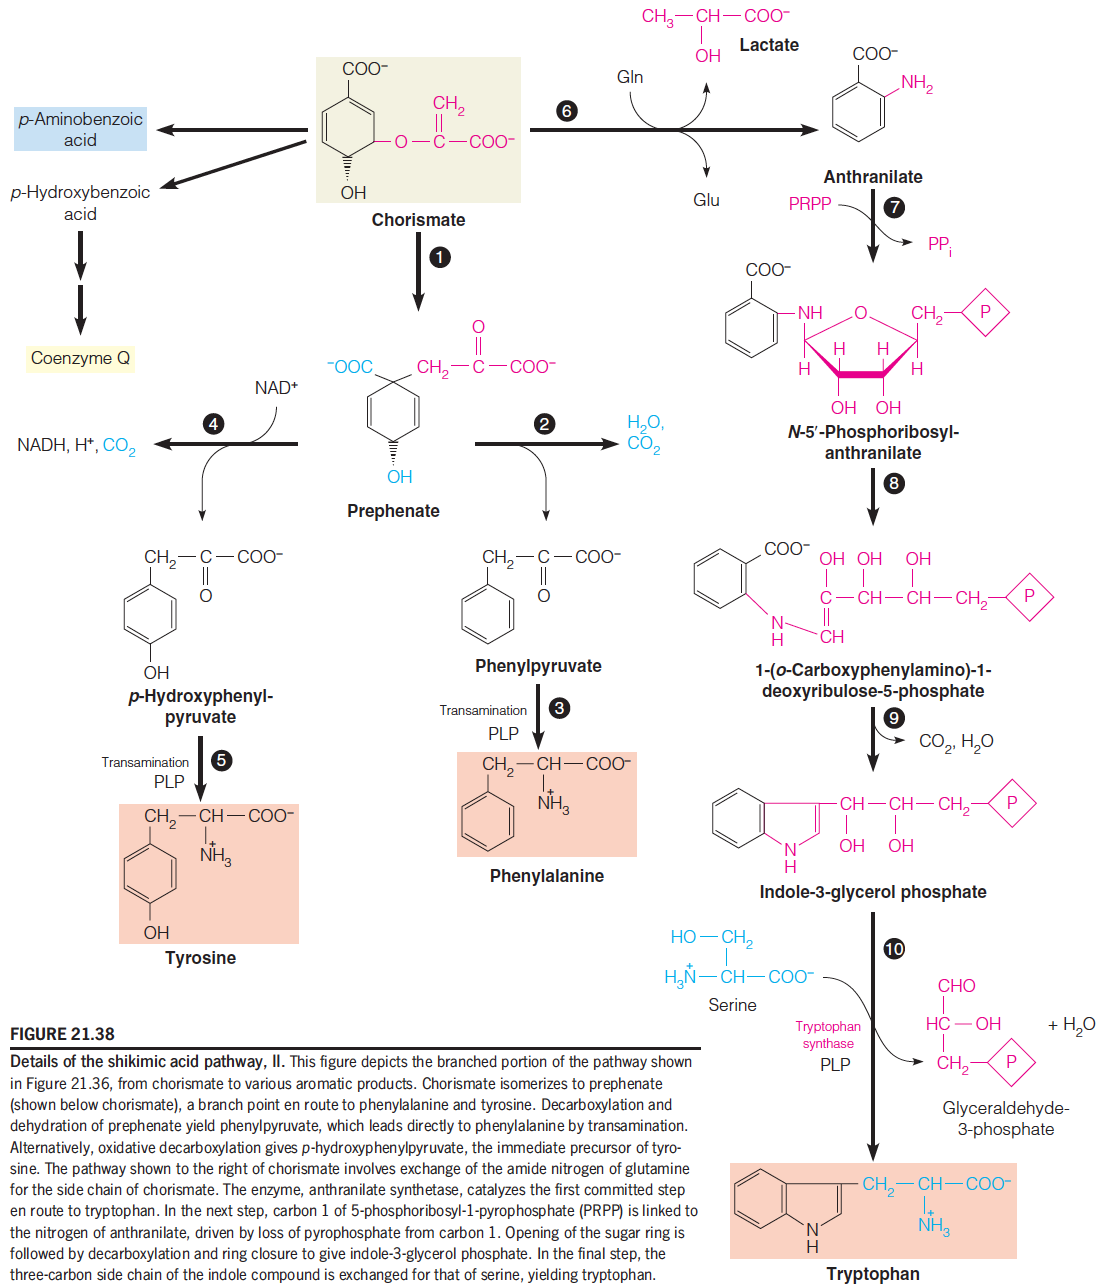 CH3—CH—COO−
OH
Lactate
COO−
NH2
Anthranilate
Gln
6
Glu
COO−
CH2
O—C—COO−
OH
Chorismate
p-Aminobenzoic
acid
p-Hydroxybenzoic
acid
Coenzyme Q
1
PRPP
7
PPi
COO−
NH
O
CH2
P
H
H
H
H
OH
OH
N-5′-Phosphoribosyl-
anthranilate
O
−OOC
CH2—C—COO−
OH
Prephenate
NAD+
4
NADH, H+, CO2
2
H2O,
CO2
8
CH2—C—COO−
O
OH
p-Hydroxyphenyl-
pyruvate
CH2—C—COO−
O
Phenylpyruvate
COO−
OH OH OH
C—CH—CH—CH2
P
N
H
CH
1-(o-Carboxyphenylamino)-1-
deoxyribulose-5-phosphate
Transamination
3
PLP
9
CO2, H2O
Transamination
5
PLP
CH2—CH—COO−
+
NH3
Phenylalanine
CH2—CH—COO−
+
NH3
OH
Tyrosine
CH—CH—CH2
P
OH OH
N
H
Indole-3-glycerol phosphate
10
HO—CH2
+
H3N—CH—COO−
Serine
Tryptophan
synthase
PLP
CHO
HC—OH
+ H2O
CH2
P
Glyceraldehyde-
3-phosphate
CH2—CH—COO−
+
NH3
N
H
Tryptophan
FIGURE 21.38
Details of the shikimic acid pathway, II. This figure depicts the branched portion of the pathway shown
in Figure 21.36, from chorismate to various aromatic products. Chorismate isomerizes to prephenate
(shown below chorismate), a branch point en route to phenylalanine and tyrosine. Decarboxylation and
dehydration of prephenate yield phenylpyruvate, which leads directly to phenylalanine by transamination.
Alternatively, oxidative decarboxylation gives p-hydroxyphenylpyruvate, the immediate precursor of tyro-
sine. The pathway shown to the right of chorismate involves exchange of the amide nitrogen of glutamine
for the side chain of chorismate. The enzyme, anthranilate synthetase, catalyzes the first committed step
en route to tryptophan. In the next step, carbon 1 of 5-phosphoribosyl-1-pyrophosphate (PRPP) is linked to
the nitrogen of anthranilate, driven by loss of pyrophosphate from carbon 1. Opening of the sugar ring is
followed by decarboxylation and ring closure to give indole-3-glycerol phosphate. In the final step, the
three-carbon side chain of the indole compound is exchanged for that of serine, yielding tryptophan.